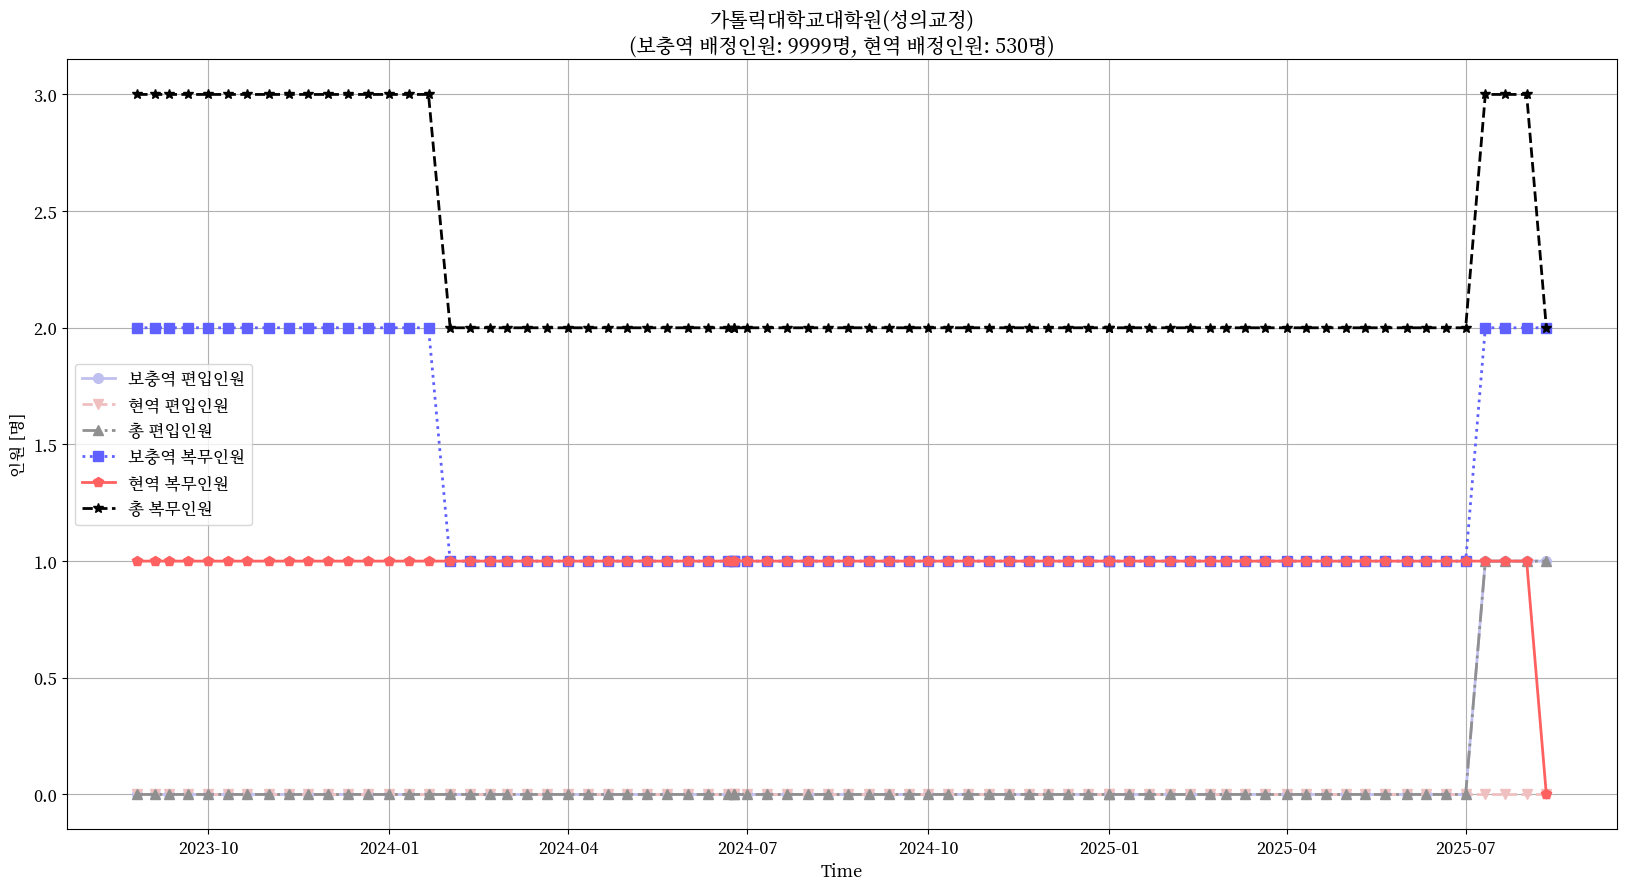 가톨릭대학교대학원(성의교정)
(보충역 배정인원: 9999명, 현역 배정인원: 530명)
3.0
2.5
2.0
1.5
1.0
0.5
0.0
인원 [명]
보충역 편입인원
현역 편입인원
총 편입인원
보충역 복무인원
현역 복무인원
총 복무인원
2023-10
2024-01
2024-04
2024-07
2024-10
2025-01
2025-04
2025-07
Time